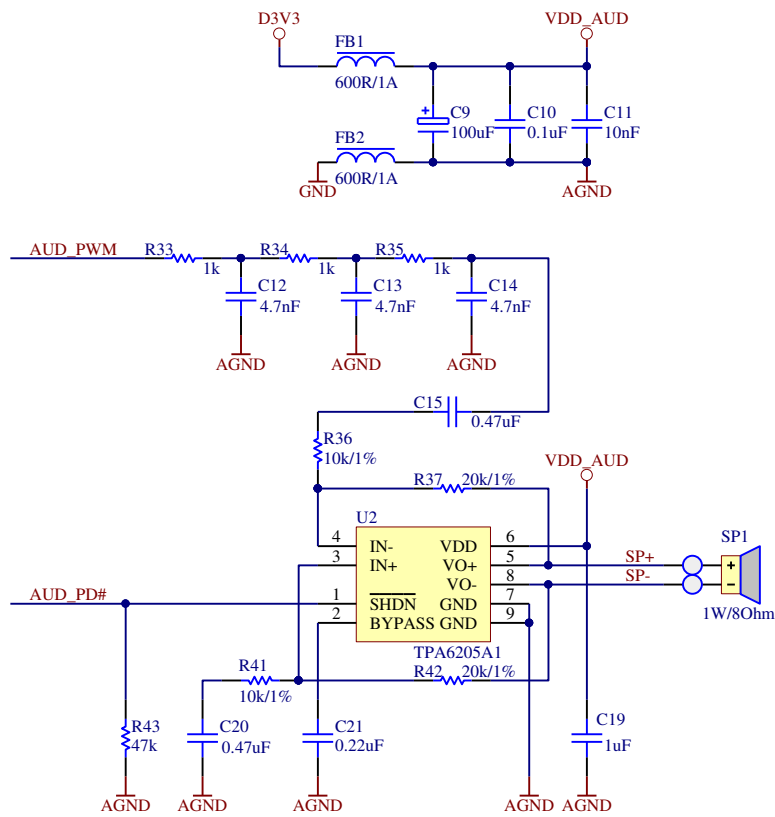 D3V3
VDD_AUD
FB1
600R/1A
+
C9
100uF
C10
0.1uF
C11
10nF
FB2
600R/1A
GND
AGND
AUD_PWM
R33
1k
R34
1k
R35
1k
C12
4.7nF
C13
4.7nF
C14
4.7nF
AGND
AGND
AGND
C15
0.47uF
R36
10k/1%
R37
20k/1%
VDD_AUD
U2
4
IN-
VDD
6
3
IN+
VO+
5
VO-
8
1
SHDN
GND
7
2
BYPASS
GND
9
TPA6205A1
SP+
SP-
SP1
+
-
1W/8Ohm
AUD_PD#
R41
10k/1%
R42
20k/1%
R43
47k
C20
0.47uF
C21
0.22uF
C19
1uF
AGND
AGND
AGND
AGND
AGND